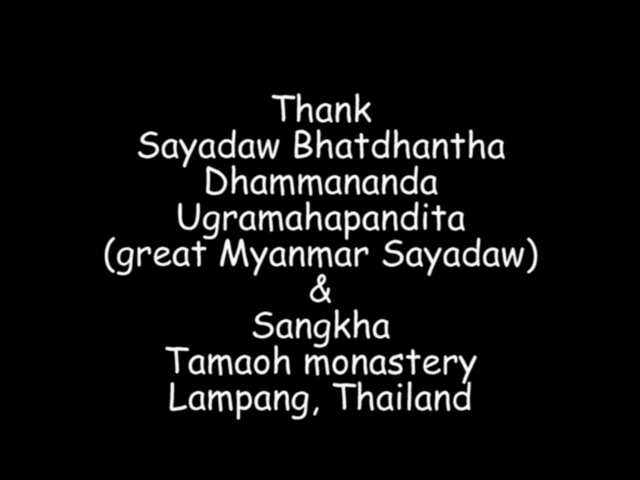 Thank
Sayadaw Bhatdhantha
Dhammananda
Ugramahapandita
(great Myanmar Sayadaw)
&
Sangkha
Tamaoh monastery
Lampang, Thailand